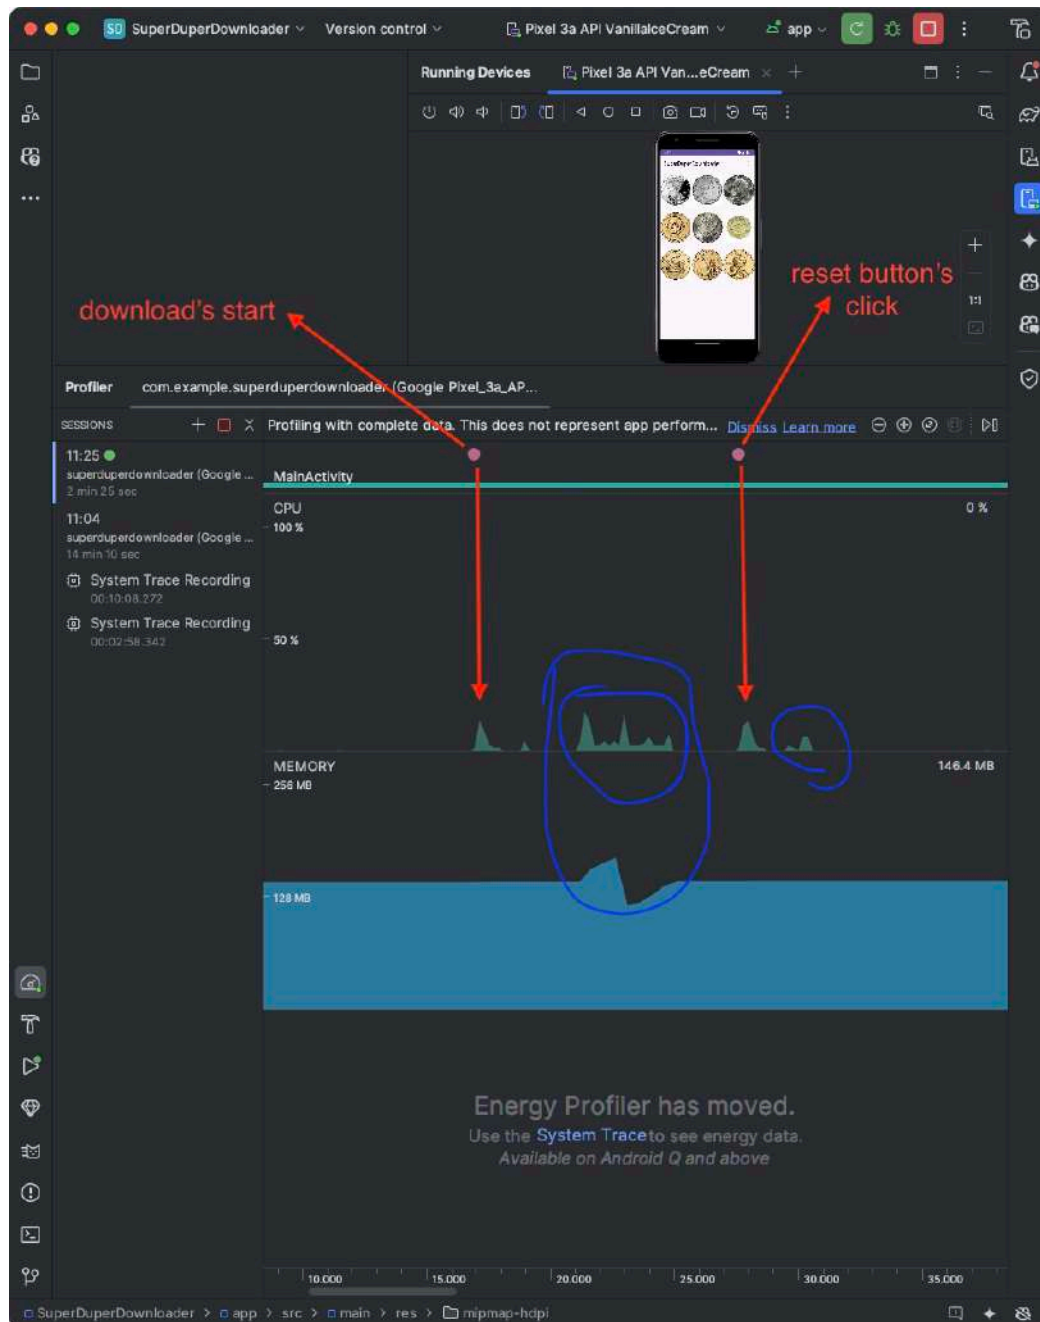 SD SuperDuperDownloader Version control Pixel 3a API VanillaIceCream app
Running Devices Pixel 3a API Van...eCream
SuperDuperDownloader
reset button's
click
1:1
download's start
Profiler com.example.superduperdownloader (Google Pixel_3a_AP...
SESSIONS Profiling with complete data. This does not represent app perform... Dismiss Learn more
11:25
superduperdownloader (Google ...
2 min 25 sec
MainActivity
11:04
superduperdownloader (Google ...
14 min 10 sec
System Trace Recording
00:10:08.272
System Trace Recording
00:02:58.342
CPU 0 %
100 %
50 %
MEMORY 146.4 MB
256 MB
128 MB
Energy Profiler has moved.
Use the System Trace to see energy data.
Available on Android Q and above
10.000 15.000 20.000 25.000 30.000 35.000
SuperDuperDownloader > app > src > main > res > mipmap-hdpi